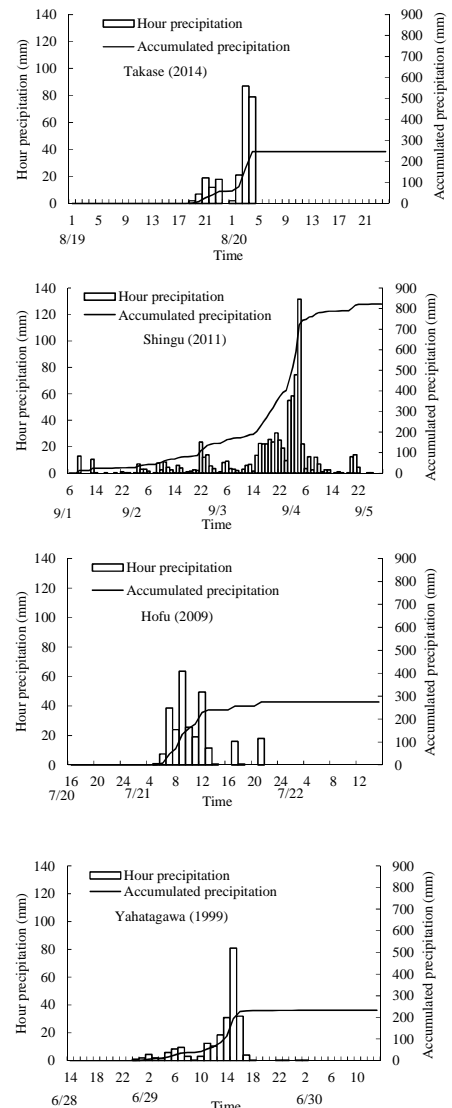 Hour precipitation (mm)
140
120
100
80
60
40
20
0
Hour precipitation
Accumulated precipitation
Takase (2014)
900
800
700
600
500
400
300
200
100
0
Accumulated precipitation (mm)
1 5 9 13 17 21 1 5 9 13 17 21
8/19 8/20
Time
Hour precipitation (mm)
140
120
100
80
60
40
20
0
Hour precipitation
Accumulated precipitation
Shingu (2011)
900
800
700
600
500
400
300
200
100
0
Accumulated precipitation (mm)
6 14 22 6 14 22 6 14 22 6 14 22
9/1 9/2 9/3 9/4 9/5
Time
Hour precipitation (mm)
140
120
100
80
60
40
20
0
Hour precipitation
Accumulated precipitation
Hofu (2009)
900
800
700
600
500
400
300
200
100
0
Accumulated precipitation (mm)
16 20 24 4 8 12 16 20 24 4 8 12
7/20 7/21 7/22
Time
Hour precipitation (mm)
140
120
100
80
60
40
20
0
Hour precipitation
Accumulated precipitation
Yahatagawa (1999)
900
800
700
600
500
400
300
200
100
0
Accumulated precipitation (mm)
14 18 22 2 6 10 14 18 22 2 6 10
6/28 6/29 6/30
Time